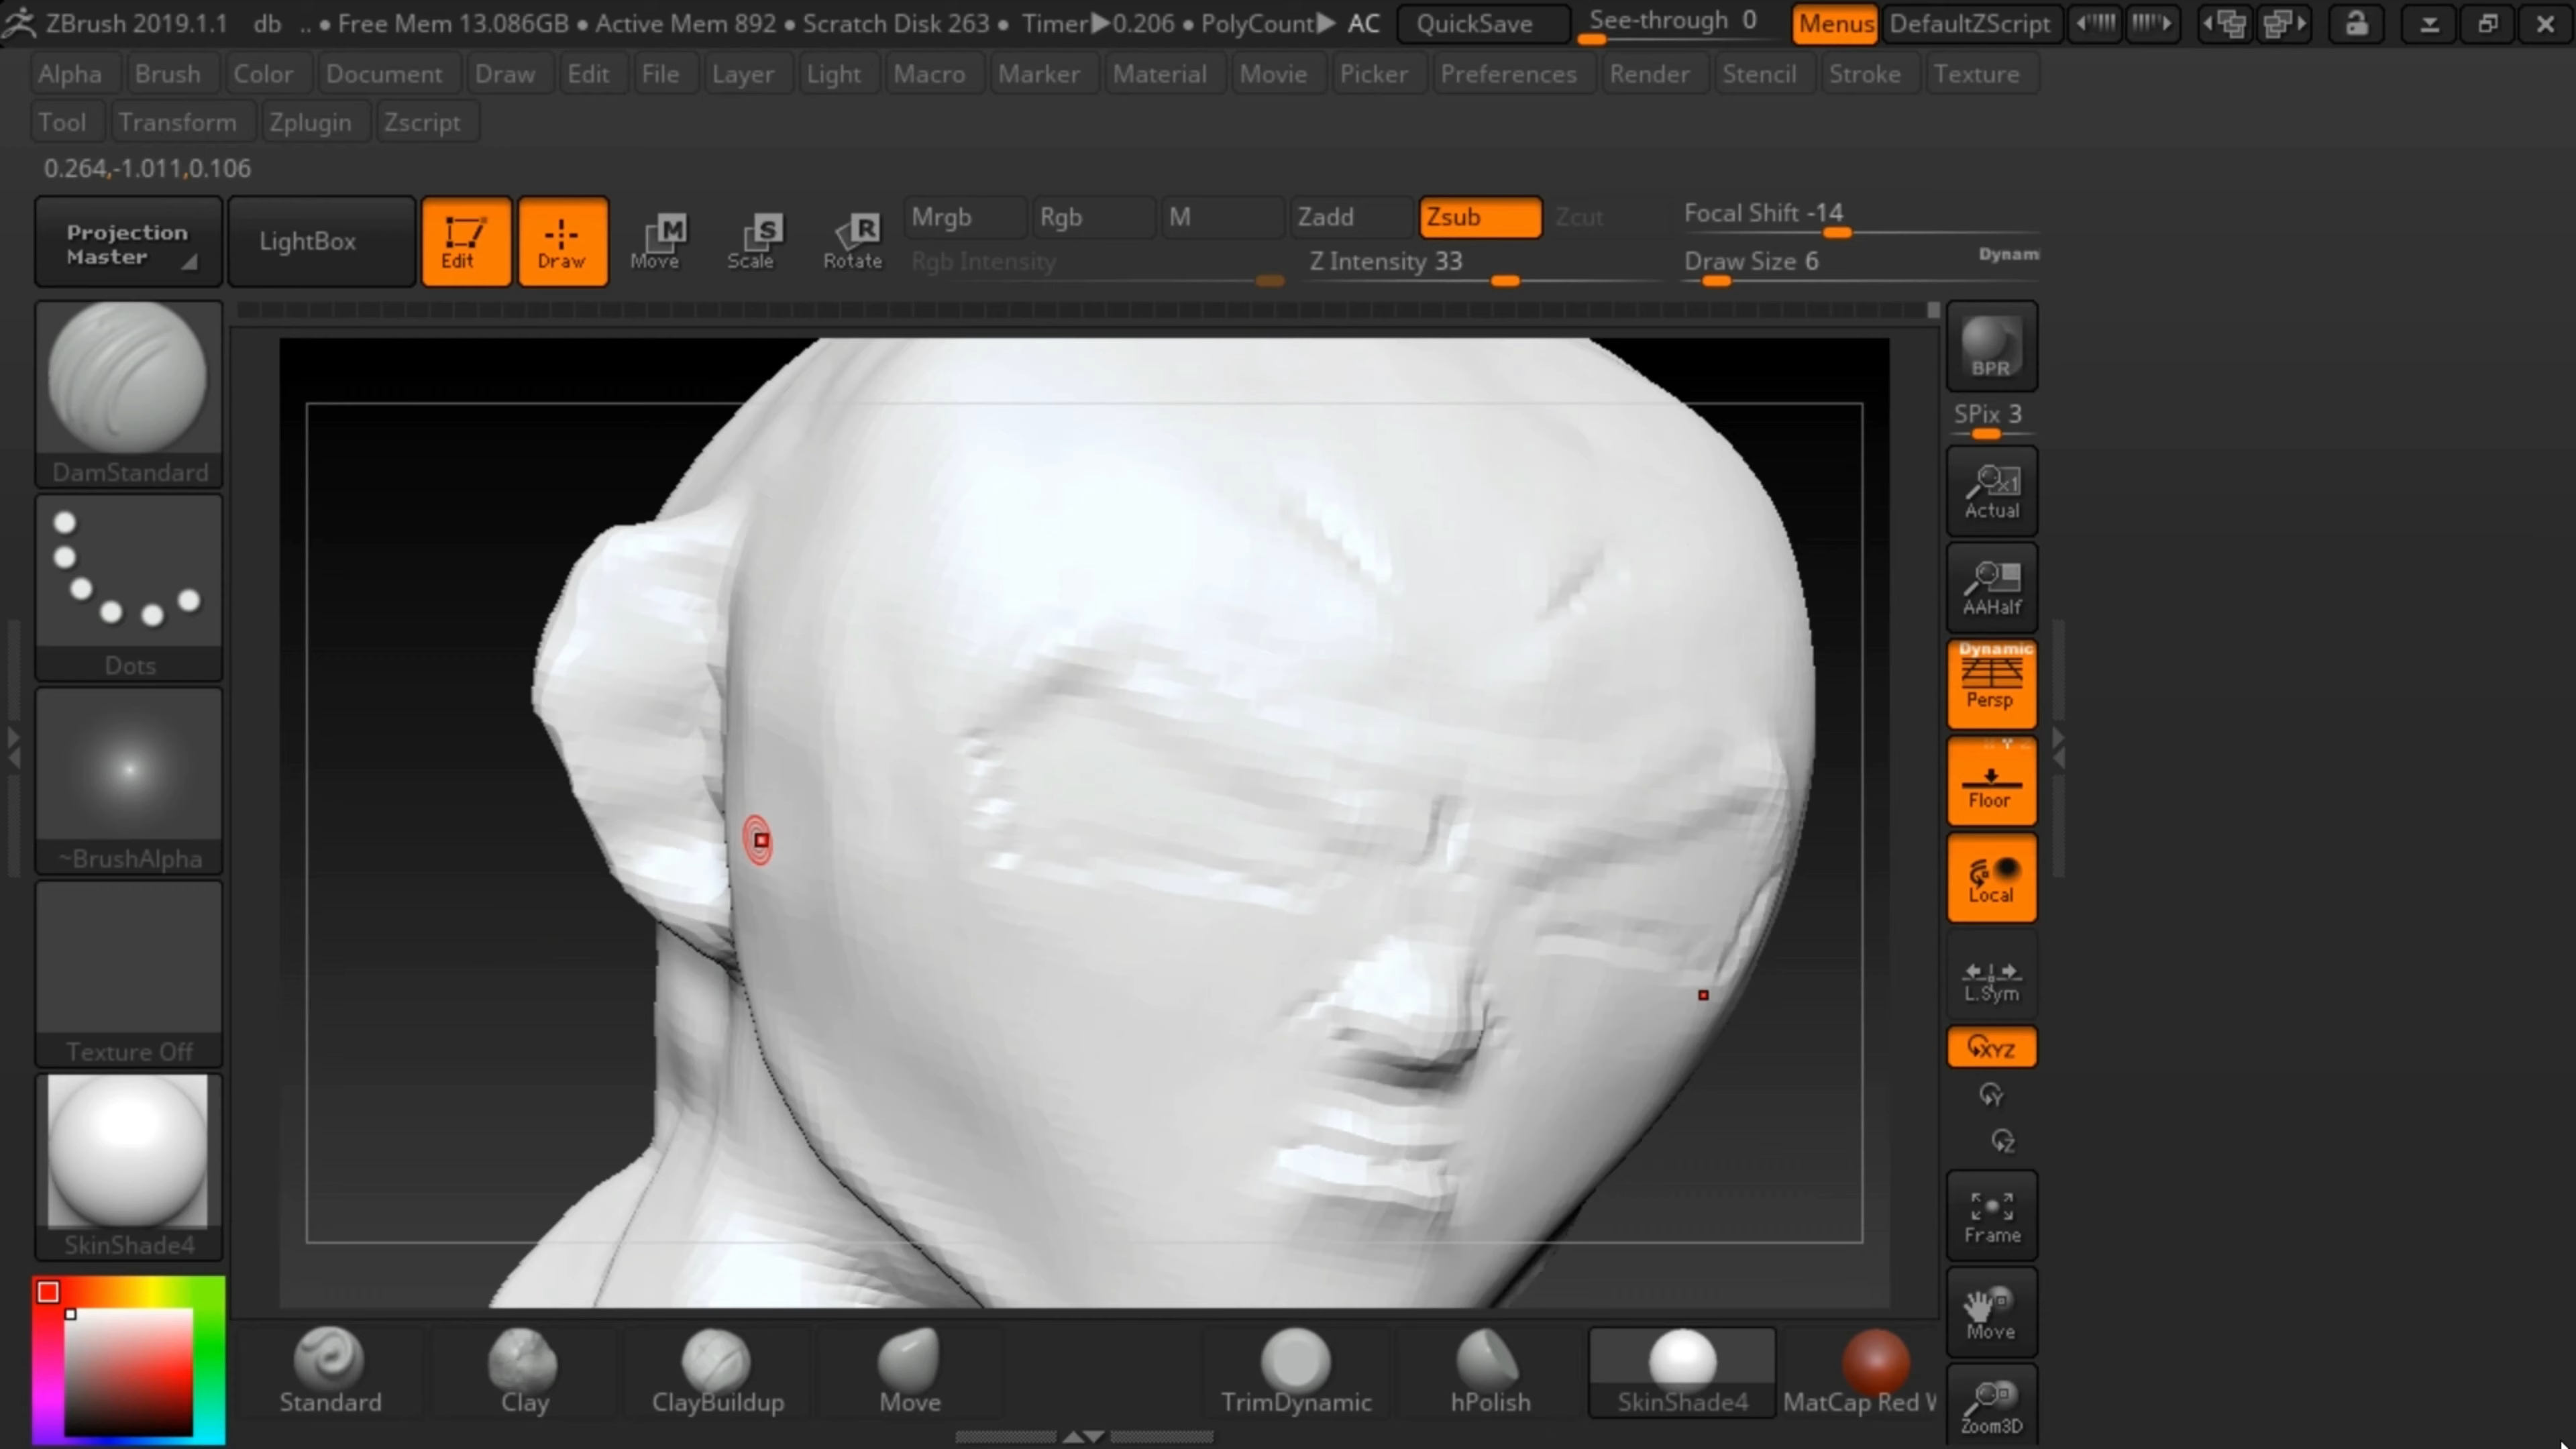 ZBrush 2019.1.1 db .. • Free Mem 13.086GB • Active Mem 892 • Scratch Disk 263 • Timer▶0.206 • PolyCount▶ AC QuickSave See-through 0 Menus DefaultZScript
Alpha Brush Color Document Draw Edit File Layer Light Macro Marker Material Movie Picker Preferences Render Stencil Stroke Texture
Tool Transform Zplugin Zscript
0.264,-1.011,0.106
Projection
Master
LightBox
Edit
Draw
M
Move
S
Scale
R
Rotate
Mrgb Rgb M Zadd Zsub Zcut
Rgb Intensity
Z Intensity 33
Focal Shift -14
Draw Size 6
Dynam
DamStandard
Dots
~BrushAlpha
Texture Off
SkinShade4
BPR
SPix 3
x1
Actual
AAHalf
Dynamic
Persp
Floor
Local
L.Sym
XYZ
Y
Z
Frame
Move
Zoom3D
Standard Clay ClayBuildup Move TrimDynamic hPolish SkinShade4 MatCap Red W